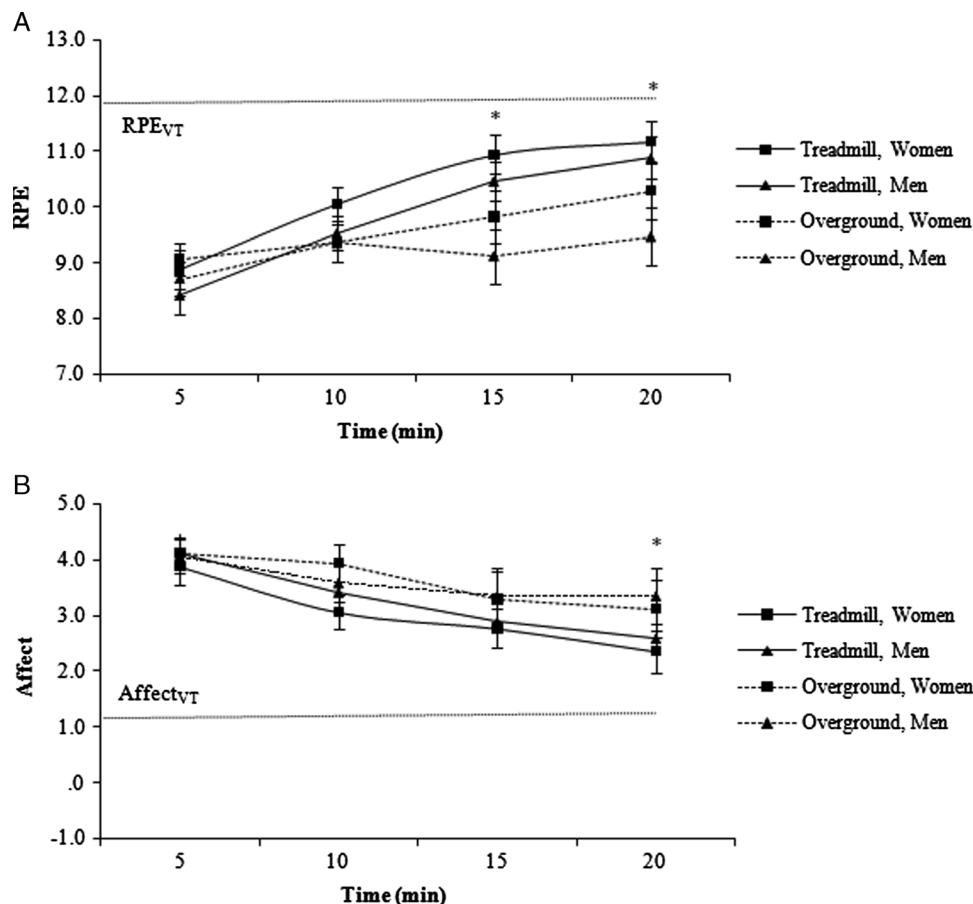 A
13.0
12.0
11.0
10.0
9.0
8.0
7.0
RPE
RPEVT
*
*
5 10 15 20
Time (min)
Treadmill, Women
Treadmill, Men
Overground, Women
Overground, Men
B
5.0
4.0
3.0
2.0
1.0
.0
-1.0
Affect
AffectVT
*
5 10 15 20
Time (min)
Treadmill, Women
Treadmill, Men
Overground, Women
Overground, Men